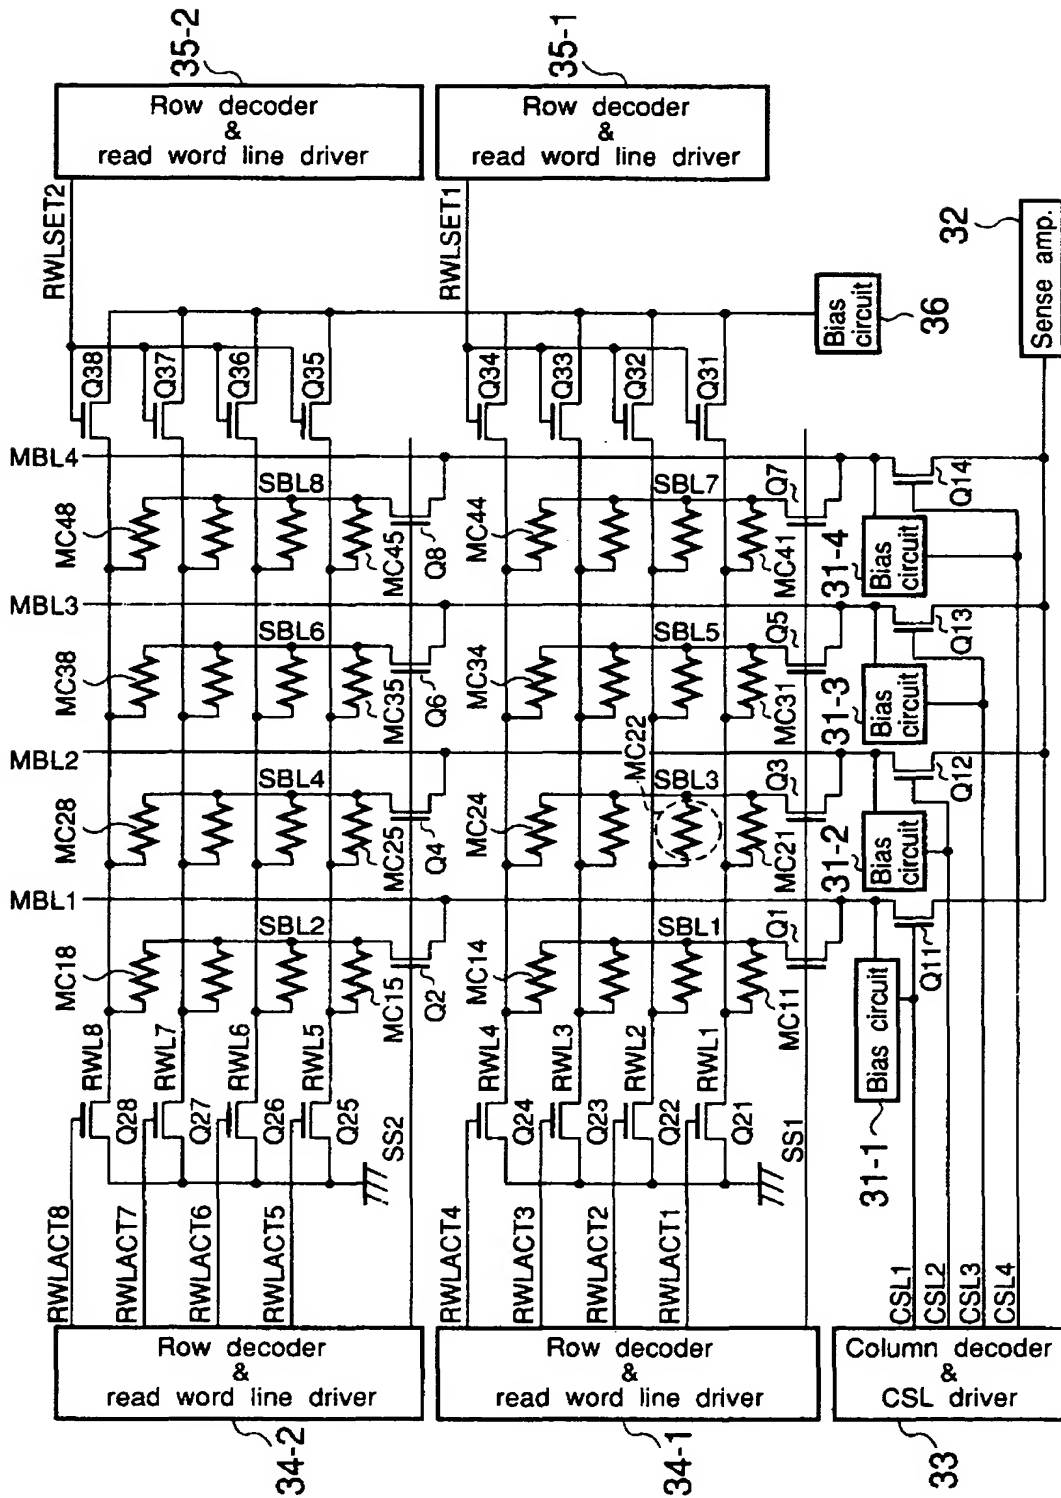 35-2
35-1
Row decoder
&
read word line driver
Row decoder
&
read word line driver
RWLSET2
RWLSET1
32
Sense amp.
36
Bias
circuit
Q38
Q37
Q36
Q35
Q34
Q33
Q32
Q31
MBL4
MC48
SBL8
MC45
Q8
MC44
SBL7
MC41
Q7
31-4
Bias
circuit
Q14
MBL3
MC38
SBL6
MC35
Q6
MC34
SBL5
MC31
Q5
31-3
Bias
circuit
Q13
MBL2
MC28
SBL4
MC25
Q4
MC24
MC22
SBL3
MC21
Q3
31-2
Bias
circuit
Q12
MBL1
MC18
SBL2
MC15
Q2
MC14
SBL1
MC11
Q1
31-1
Bias circuit
Q11
RWL8
RWL7
RWL6
RWL5
RWL4
RWL3
RWL2
RWL1
Q28
Q27
Q26
Q25
SS2
Q24
Q23
Q22
Q21
SS1
RWLACT8
RWLACT7
RWLACT6
RWLACT5
RWLACT4
RWLACT3
RWLACT2
RWLACT1
CSL1
CSL2
CSL3
CSL4
Row decoder
&
read word line driver
Row decoder
&
read word line driver
Column decoder
&
CSL driver
34-2
34-1
33